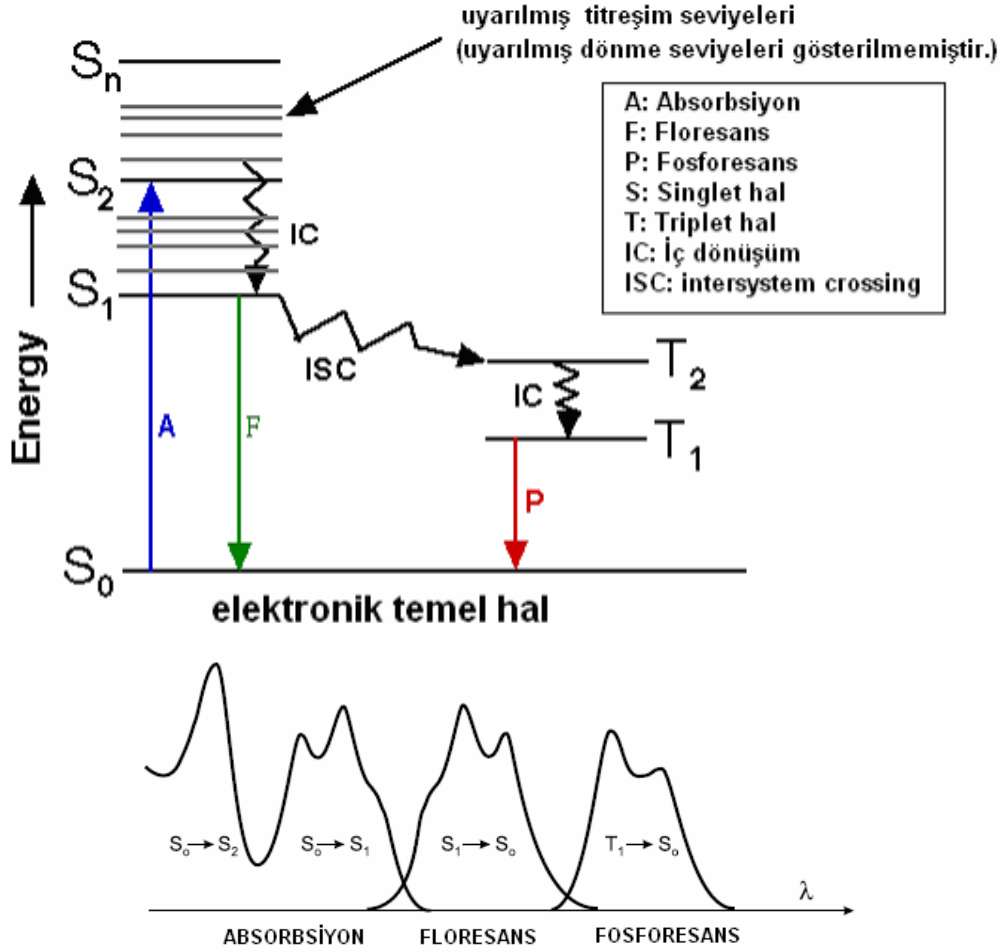 uyarılmış titreşim seviyeleri
(uyarılmış dönme seviyeleri gösterilmemiştir.)
Sn
A: Absorbsiyon
F: Floresans
P: Fosforesans
S: Singlet hal
T: Triplet hal
IC: İç dönüşüm
ISC: intersystem crossing
S2
IC
S1
ISC
T2
IC
T1
Energy
A
F
P
S0
elektronik temel hal
So→S2
So→S1
S1→So
T1→So
λ
ABSORBSİYON
FLORESANS
FOSFORESANS